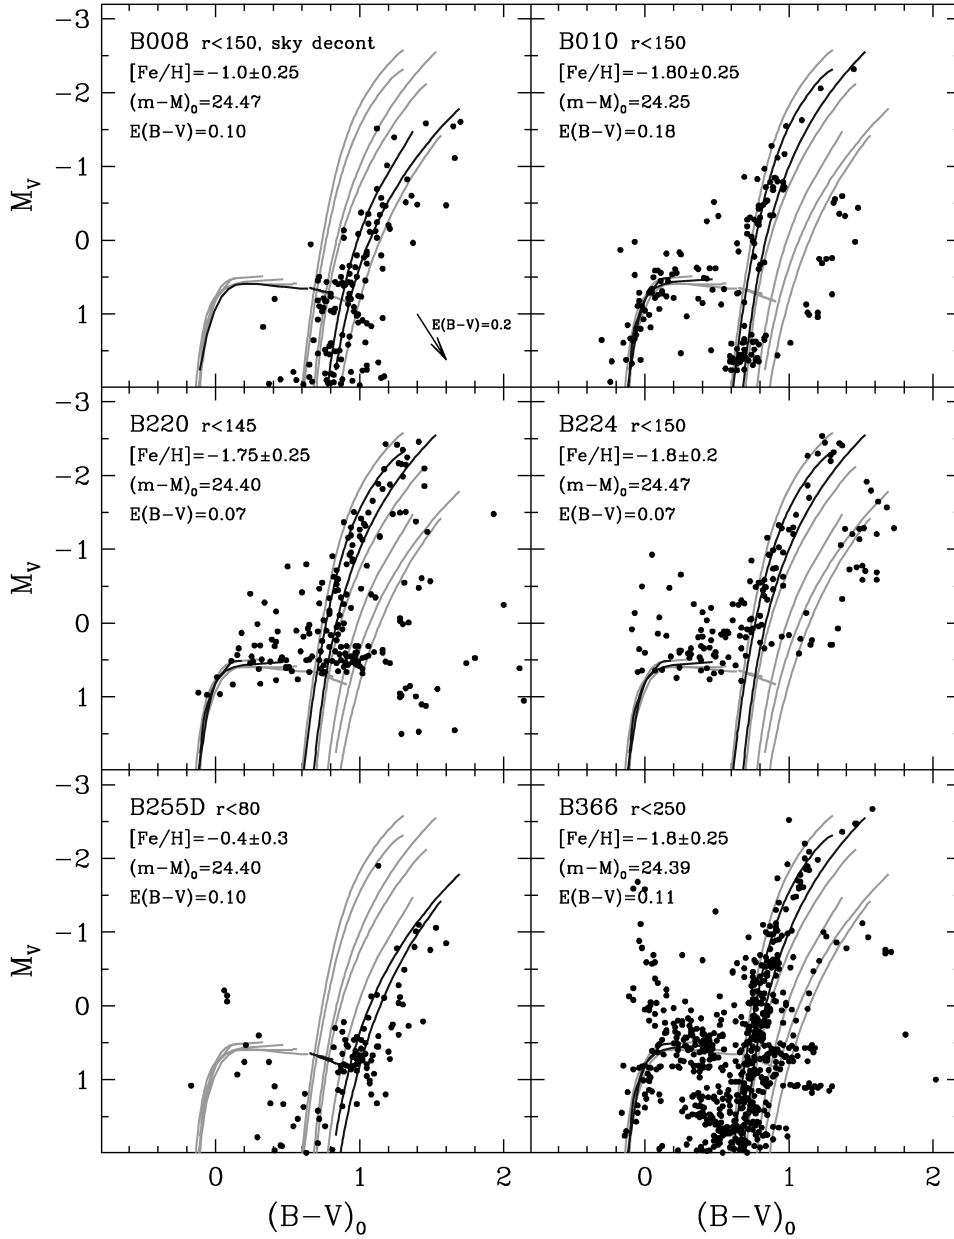 B008 r<150, sky decont
[Fe/H]=−1.0±0.25
(m−M)₀=24.47
E(B−V)=0.10
E(B−V)=0.2
B010 r<150
[Fe/H]=−1.80±0.25
(m−M)₀=24.25
E(B−V)=0.18
−3
−2
−1
0
1
M_V
B220 r<145
[Fe/H]=−1.75±0.25
(m−M)₀=24.40
E(B−V)=0.07
B224 r<150
[Fe/H]=−1.8±0.2
(m−M)₀=24.47
E(B−V)=0.07
−3
−2
−1
0
1
M_V
B255D r<80
[Fe/H]=−0.4±0.3
(m−M)₀=24.40
E(B−V)=0.10
B366 r<250
[Fe/H]=−1.8±0.25
(m−M)₀=24.39
E(B−V)=0.11
−3
−2
−1
0
1
M_V
0 1 2 0 1 2
(B−V)₀ (B−V)₀